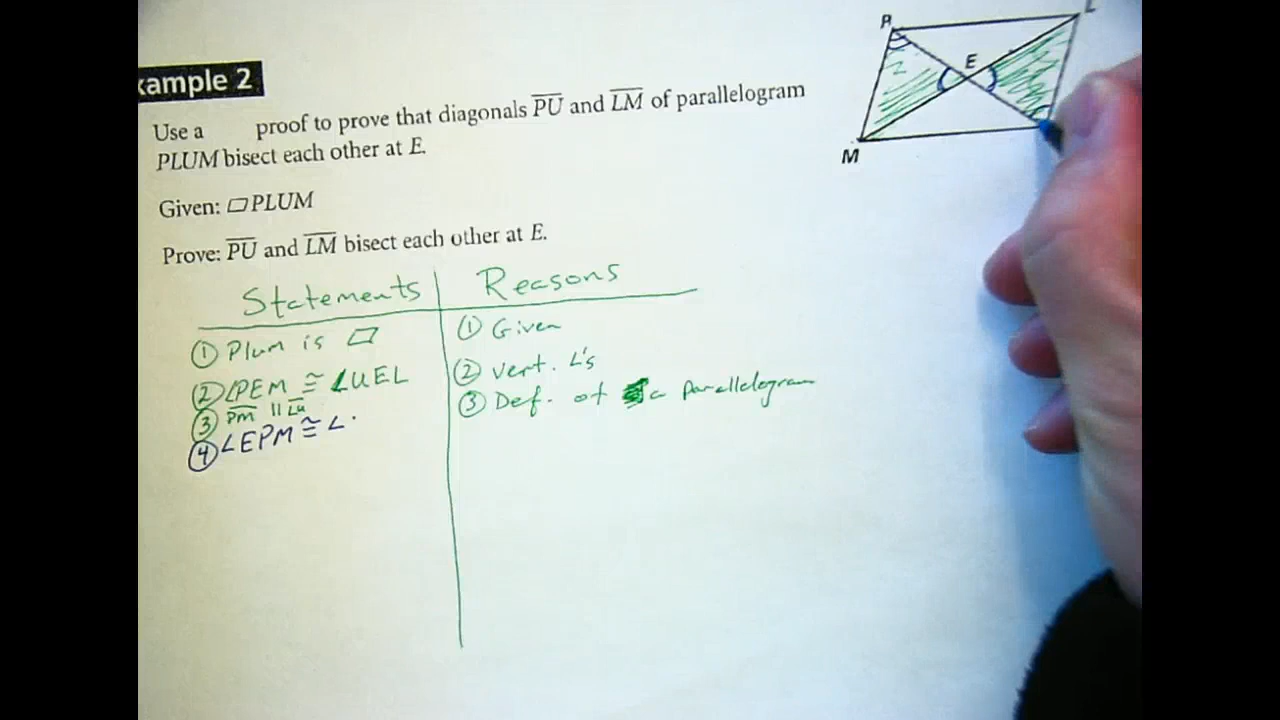 xample 2
Use a proof to prove that diagonals PU and LM of parallelogram
PLUM bisect each other at E.
Given: ▱PLUM
Prove: PU and LM bisect each other at E.
Statements Reasons
① Plum is ▱ ① Given
② ∠PEM ≅ ∠UEL ② Vert. ∠'s
③ PM || LU ③ Def. of a parallelogram
④ ∠EPM ≅ ∠
P
L
E
M